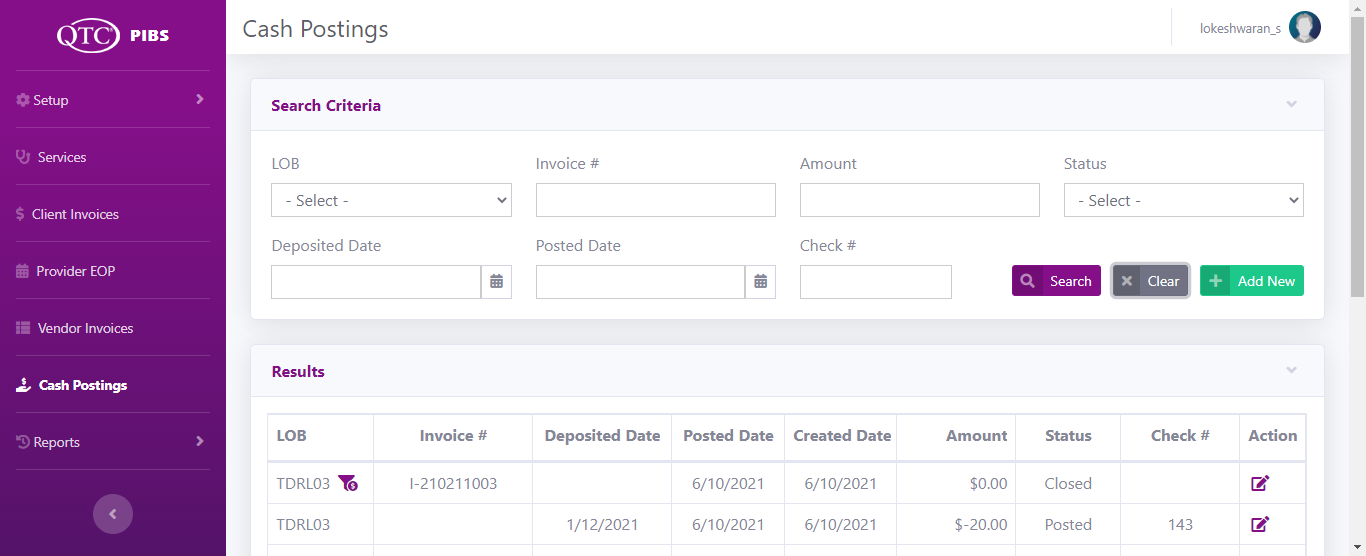 QTC PIBS
Cash Postings
lokeshwaran_s
Setup
Services
$ Client Invoices
Provider EOP
Vendor Invoices
Cash Postings
Reports
Search Criteria
LOB Invoice # Amount Status
- Select - - Select -
Deposited Date Posted Date Check #
Search Clear Add New
Results
LOB Invoice # Deposited Date Posted Date Created Date Amount Status Check # Action
TDRL03 I-210211003 6/10/2021 6/10/2021 $0.00 Closed
TDRL03 1/12/2021 6/10/2021 6/10/2021 $-20.00 Posted 143